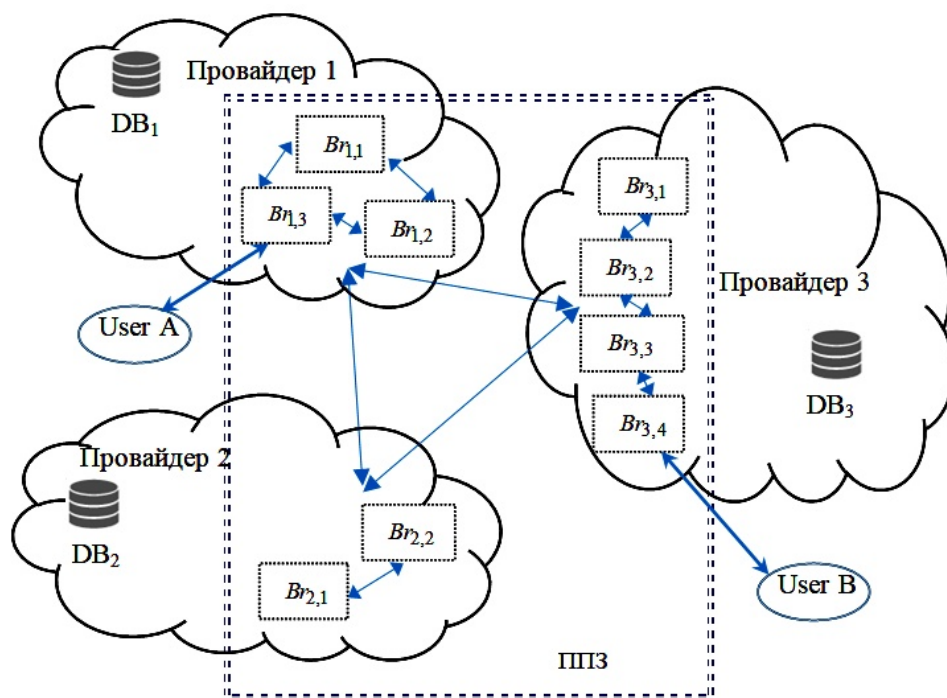 Провайдер 1
DB1
Br1,1
Br1,3
Br1,2
User A
Br3,1
Br3,2
Br3,3
Br3,4
Провайдер 3
DB3
Провайдер 2
DB2
Br2,2
Br2,1
User B
ППЗ